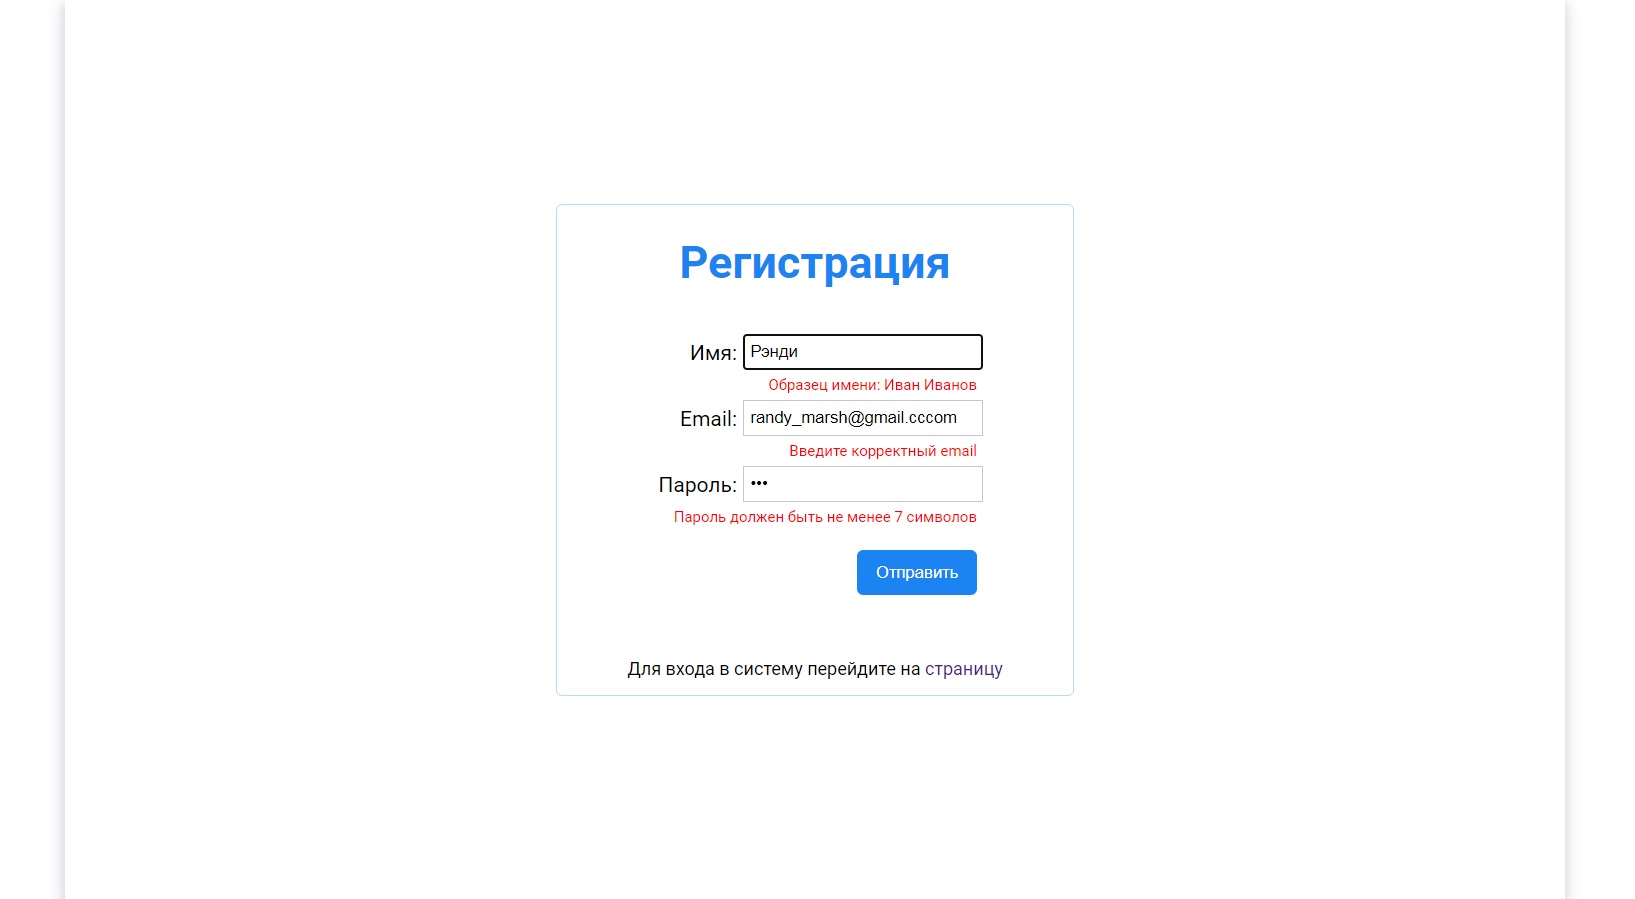 Регистрация
Имя: Рэнди
Образец имени: Иван Иванов
Email: randy_marsh@gmail.cccom
Введите корректный email
Пароль: •••
Пароль должен быть не менее 7 символов
Отправить
Для входа в систему перейдите на страницу